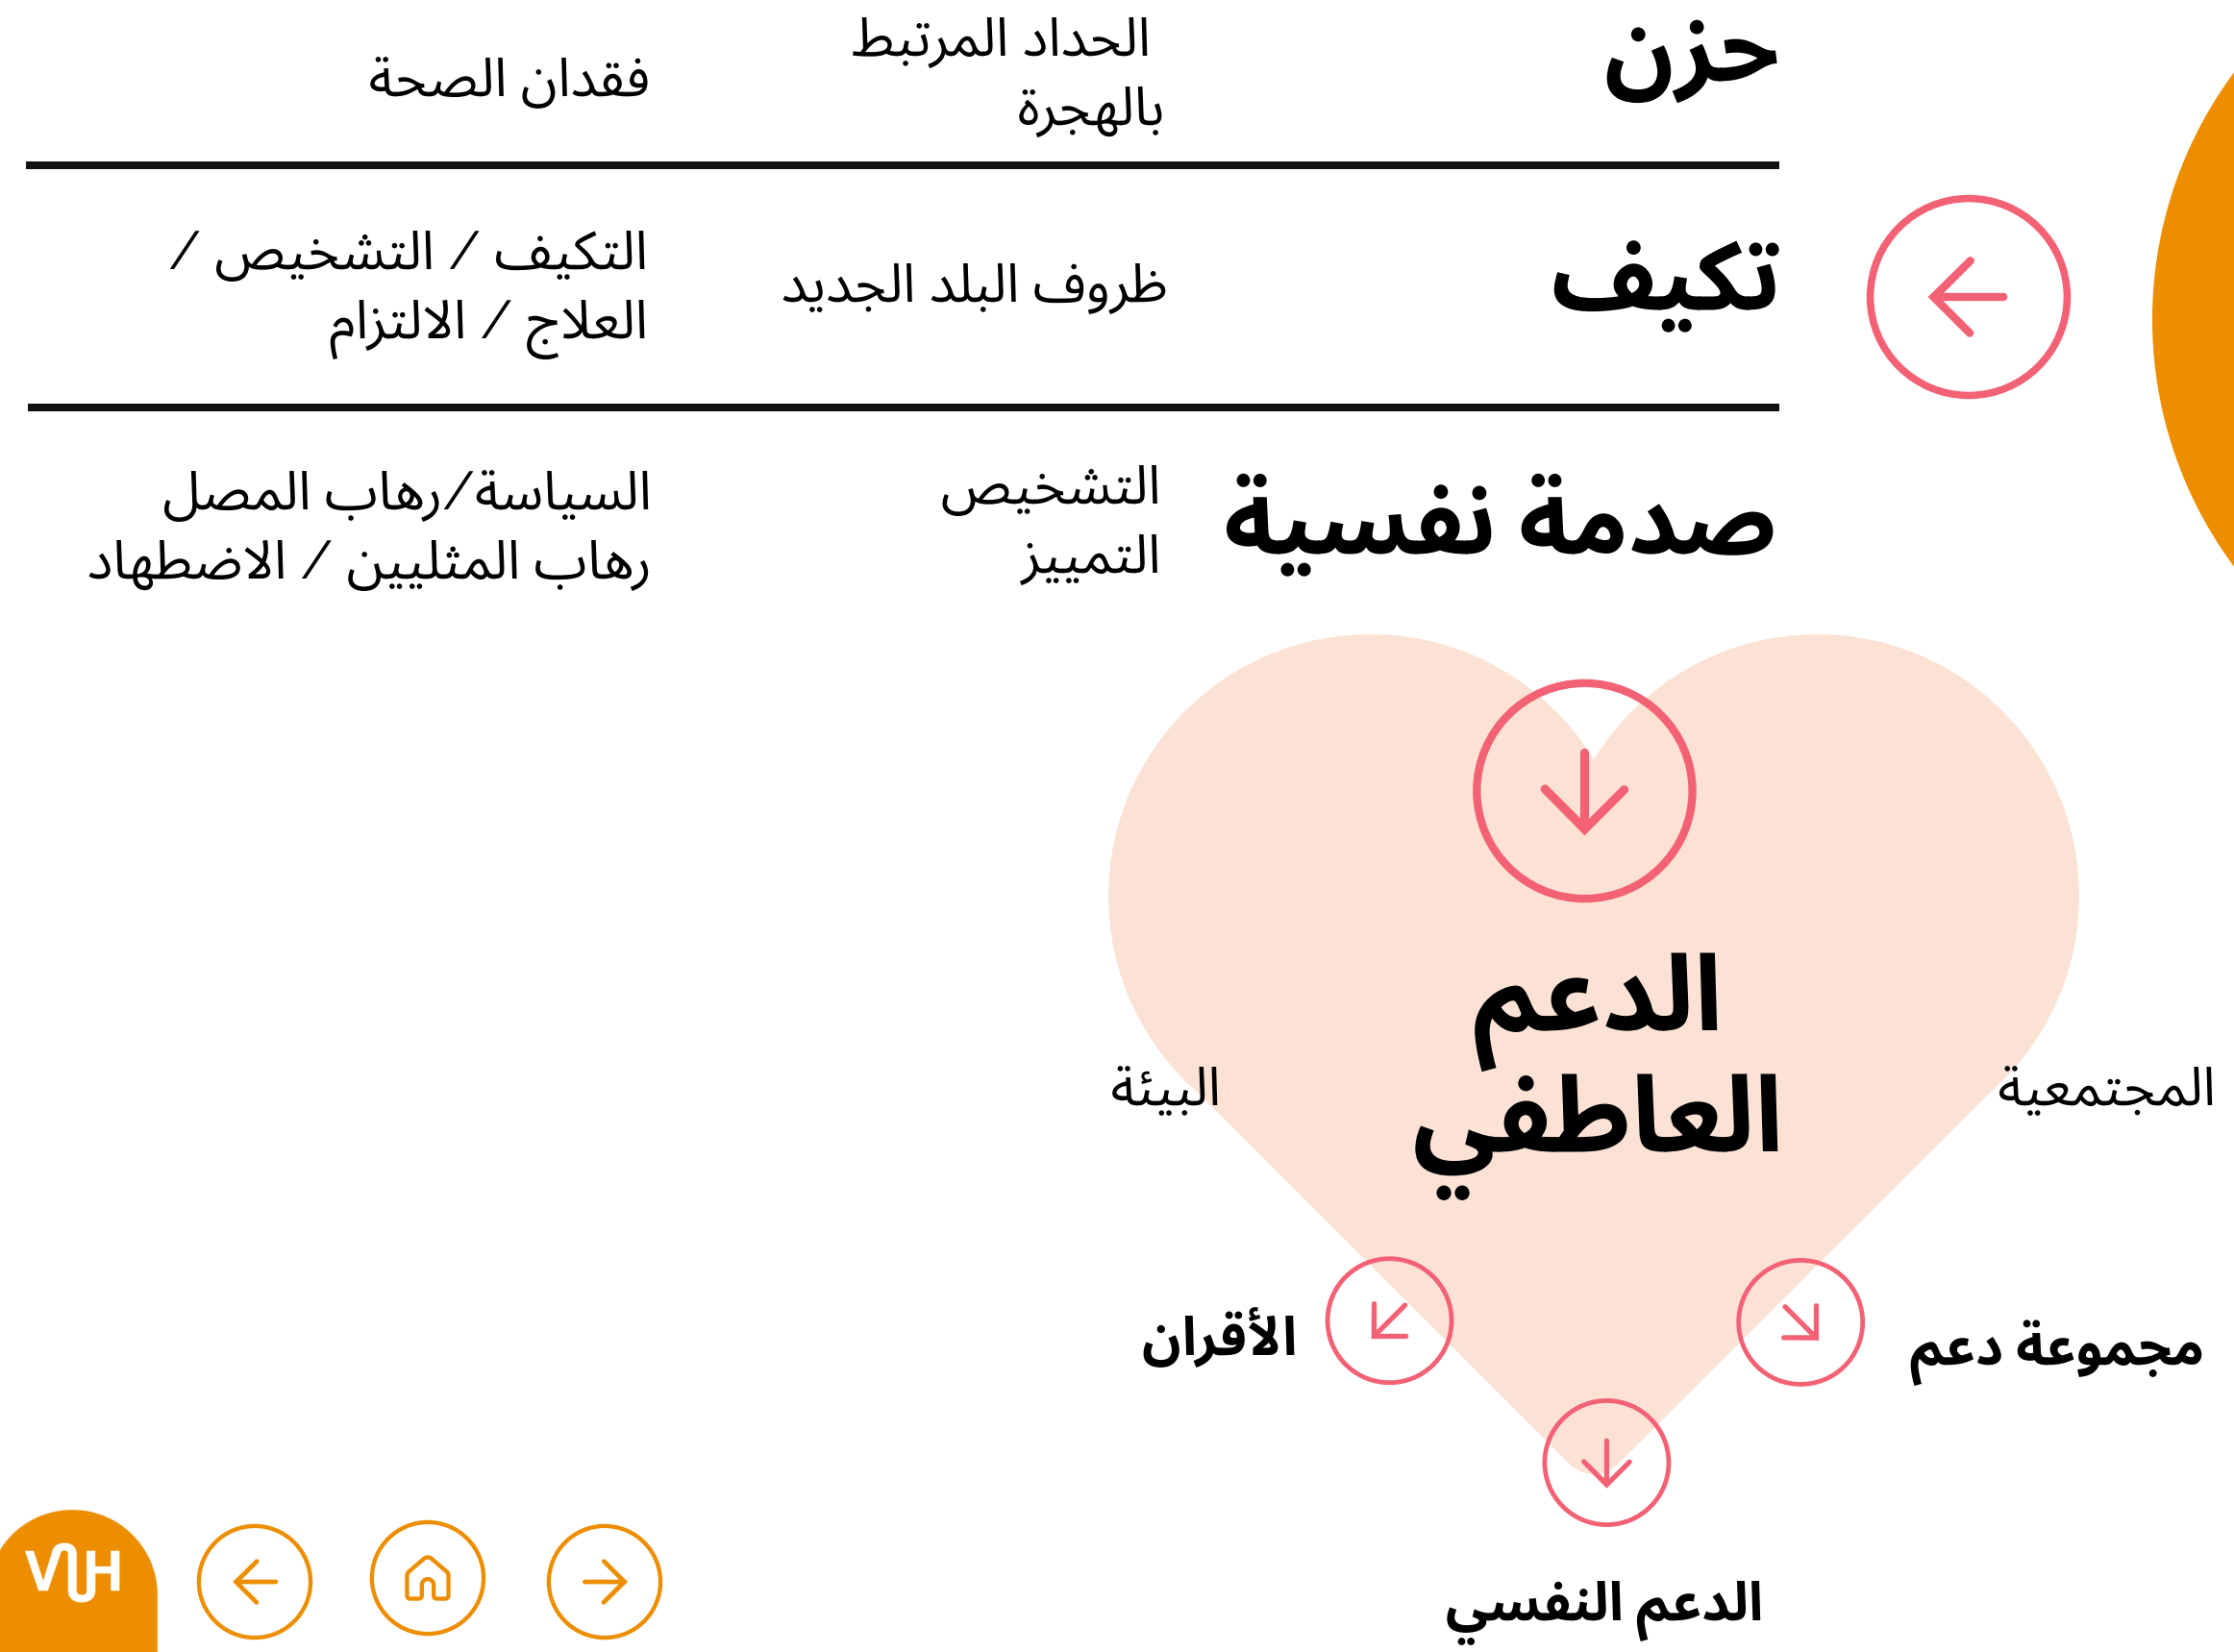 حزن
الحداد المرتبط
بالهجرة
فقدان الصحة
تكيف
ظروف البلد الجديد
التكيف / التشخيص /
العلاج / الالتزام
صدمة نفسية
التشخيص
التمييز
السياسة/رهاب المصل
رهاب المثليين / الاضطهاد
الدعم
العاطفي
المجتمعية
البيئة
مجموعة دعم
الأقران
الدعم النفسي
VIH